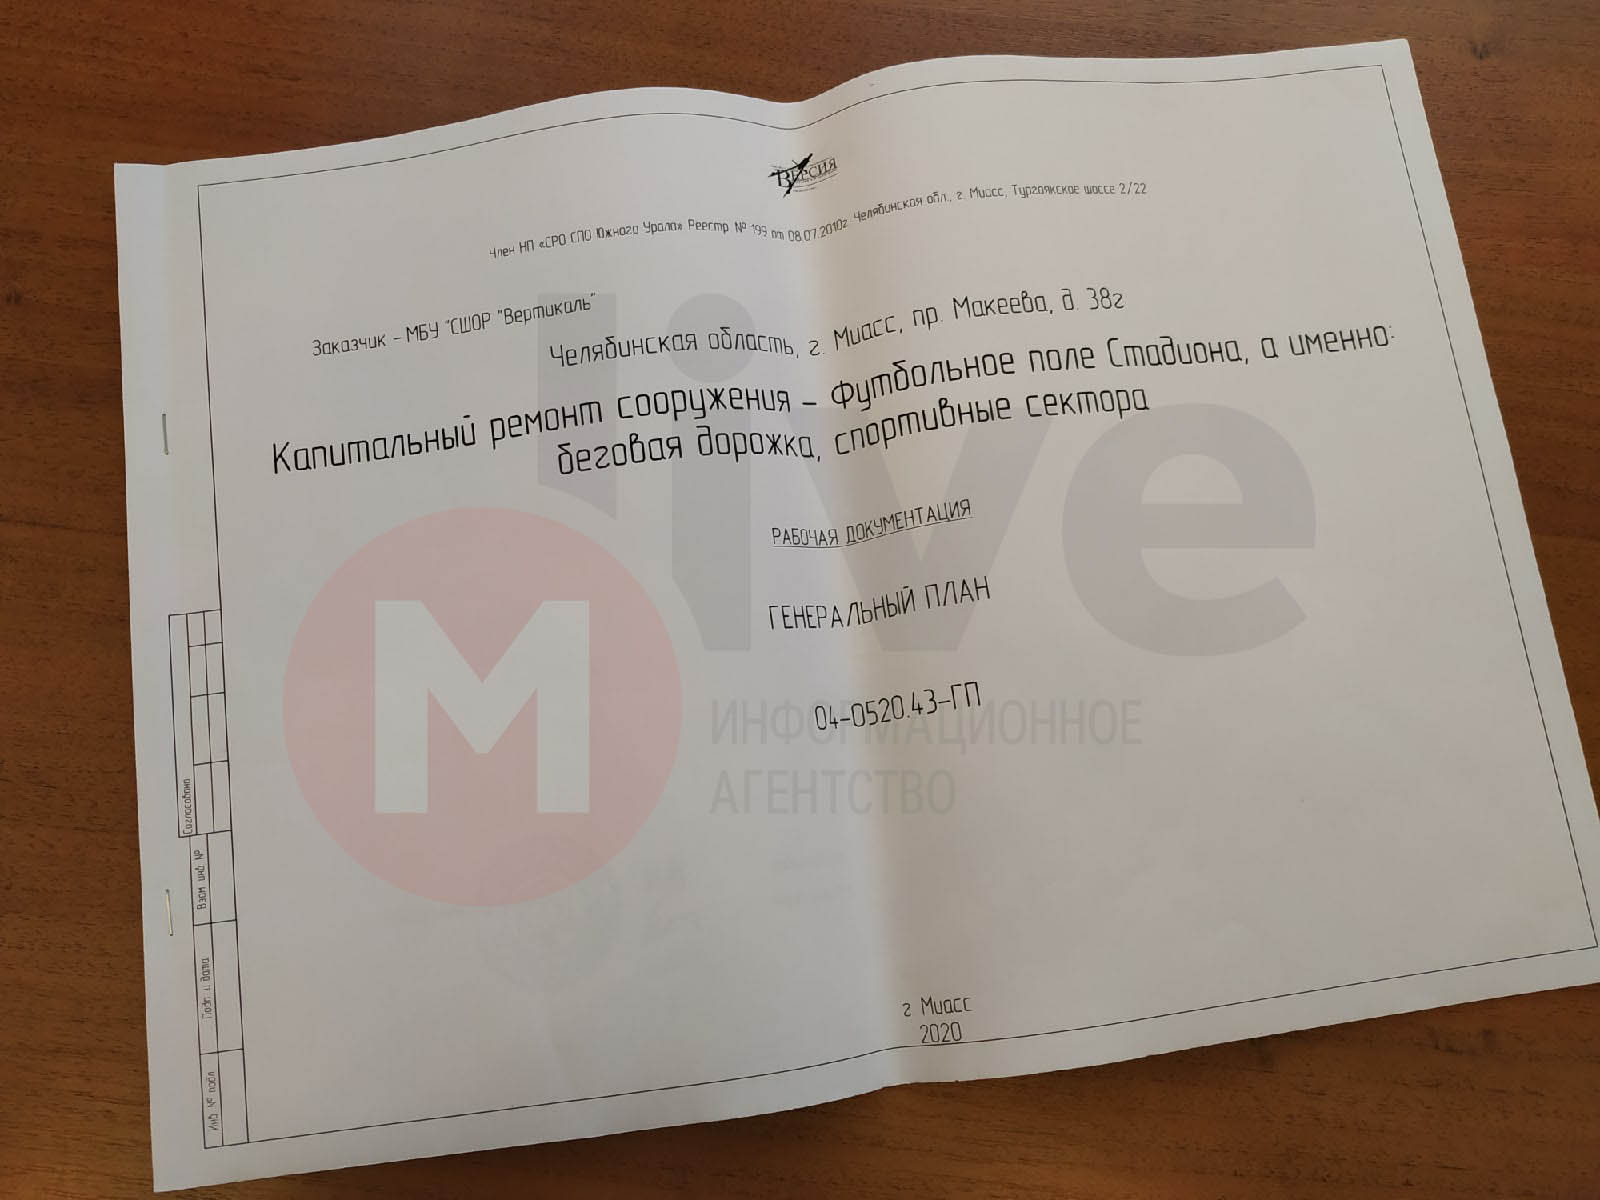 ВЕРСИЯ
Член НП «СРО СПО Южного Урала» Реестр № 199 от 08.07.2010г. Челябинская обл., г. Миасс, Тургоякское шоссе 2/22
Заказчик – МБУ "СШОР "Вертикаль"
Челябинская область, г. Миасс, пр. Макеева, д. 38г
Капитальный ремонт сооружения – Футбольное поле Стадиона, а именно:
беговая дорожка, спортивные сектора
РАБОЧАЯ ДОКУМЕНТАЦИЯ
ГЕНЕРАЛЬНЫЙ ПЛАН
04-0520.43-ГП
г Миасс
2020
Согласовано
Взам инв №
Подп. и дата
Инв № подл
М live
ИНФОРМАЦИОННОЕ
АГЕНТСТВО